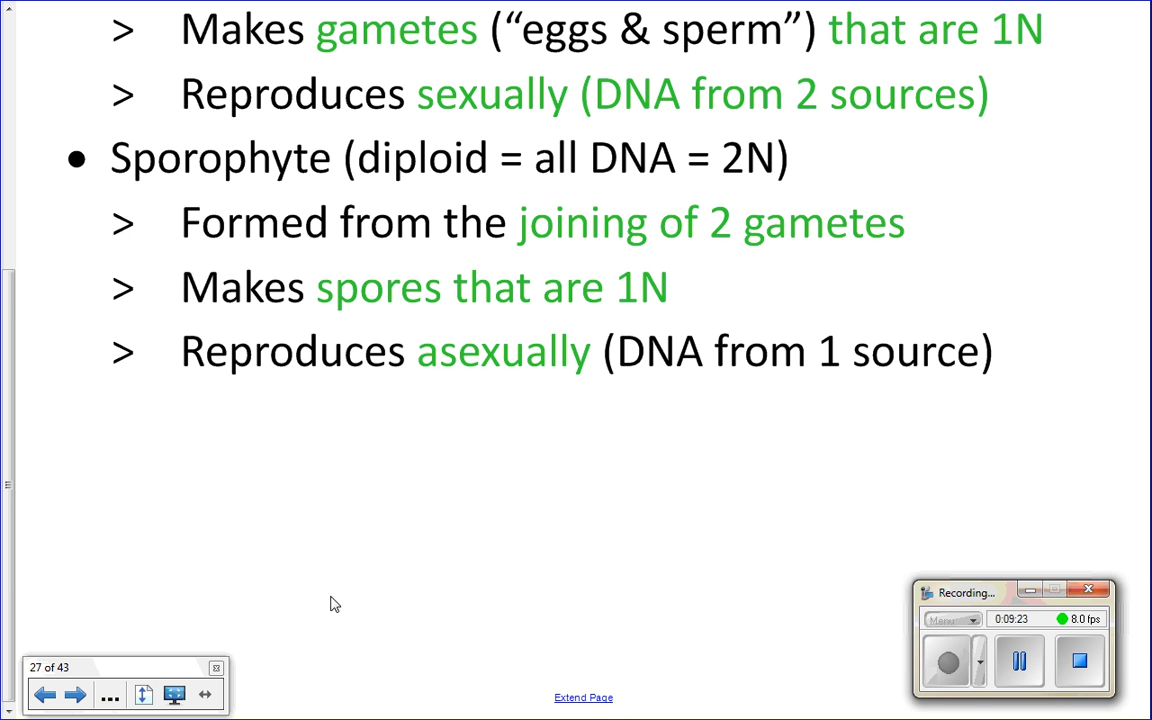 > Makes gametes (“eggs & sperm”) that are 1N
> Reproduces sexually (DNA from 2 sources)
• Sporophyte (diploid = all DNA = 2N)
> Formed from the joining of 2 gametes
> Makes spores that are 1N
> Reproduces asexually (DNA from 1 source)
Recording...
Menu 0:09:23 8.0 fps
27 of 43
...
Extend Page